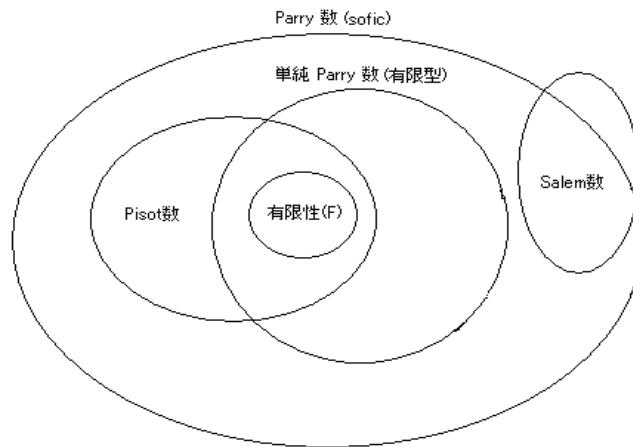 Parry 数 (sofic)
単純 Parry 数 (有限型)
Pisot数
有限性(F)
Salem数